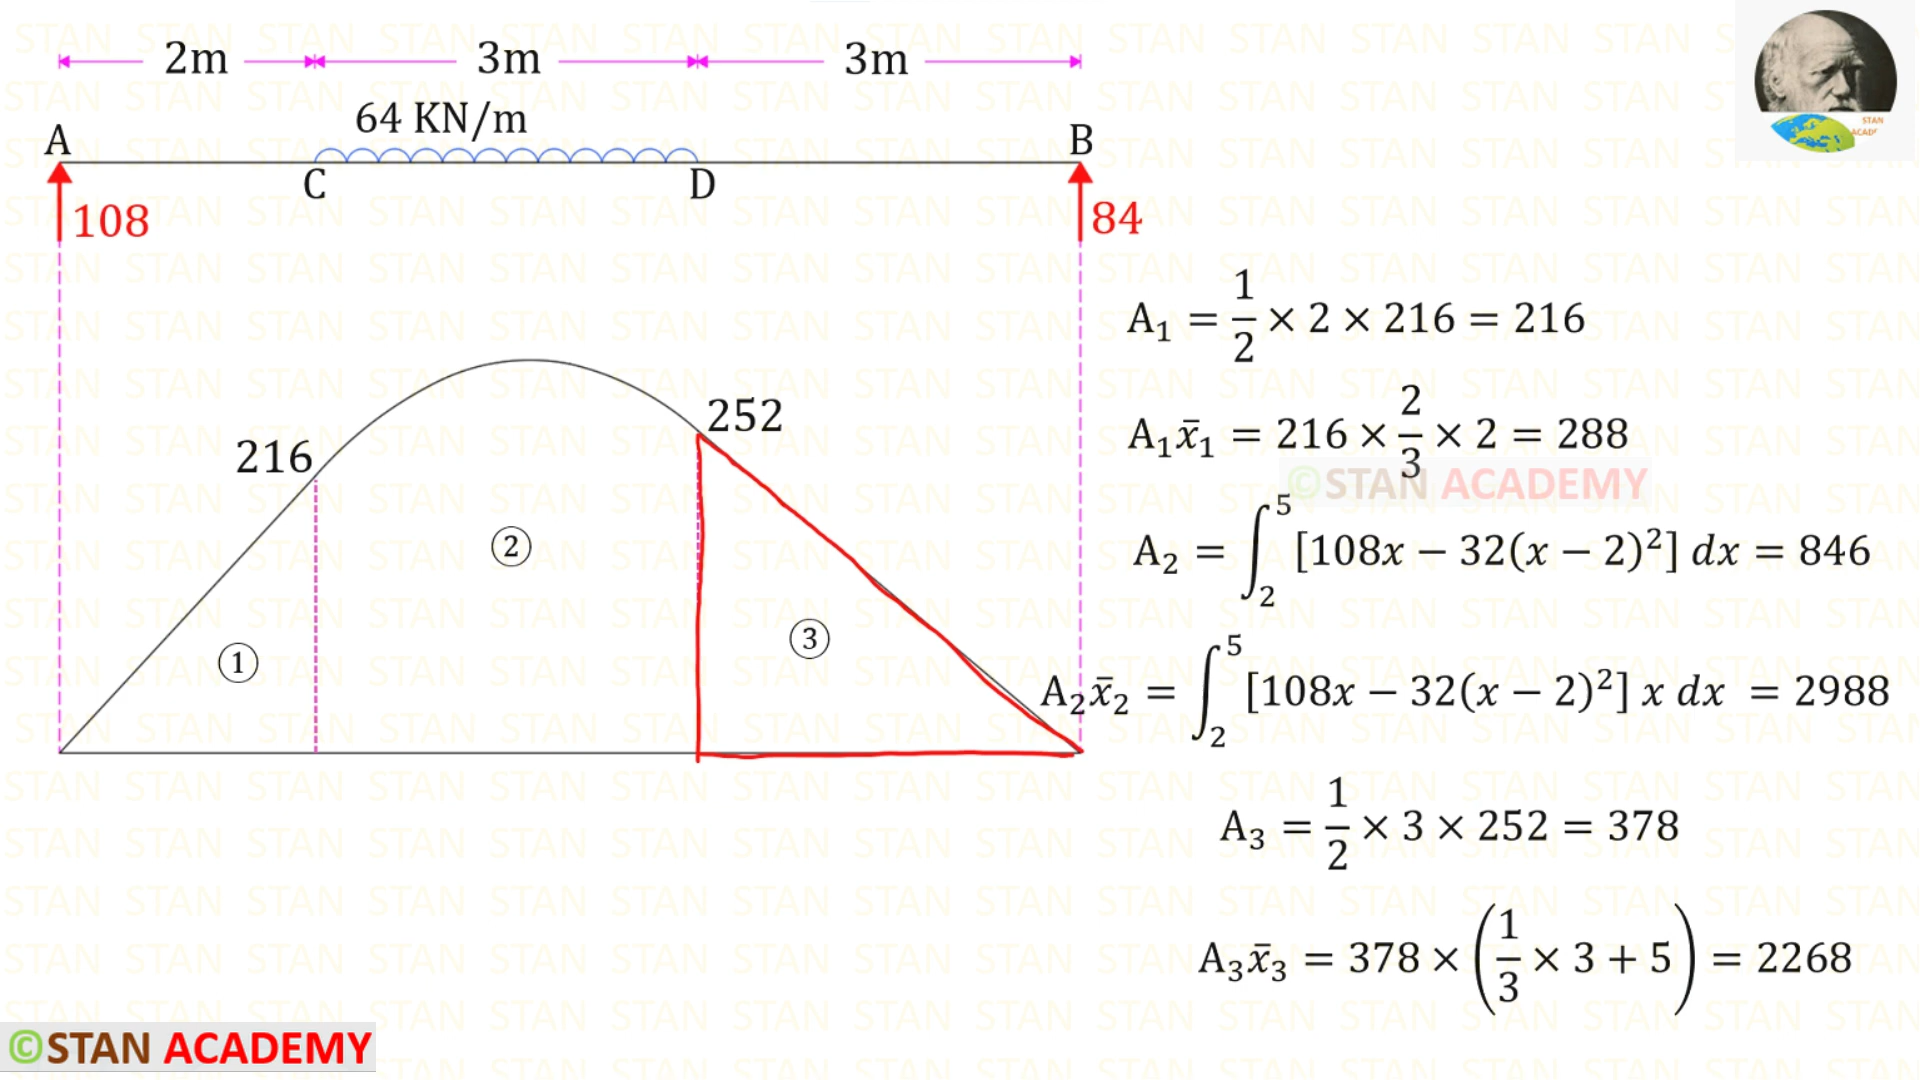 2m 3m 3m
64 KN/m
A B
C D
108 84
216 252
1 2 3
A₁ = 1/2 × 2 × 216 = 216
A₁x̄₁ = 216 × 2/3 × 2 = 288
©STAN ACADEMY
A₂ = ∫₂⁵ [108x − 32(x − 2)²] dx = 846
A₂x̄₂ = ∫₂⁵ [108x − 32(x − 2)²] x dx = 2988
A₃ = 1/2 × 3 × 252 = 378
A₃x̄₃ = 378 × (1/3 × 3 + 5) = 2268
©STAN ACADEMY